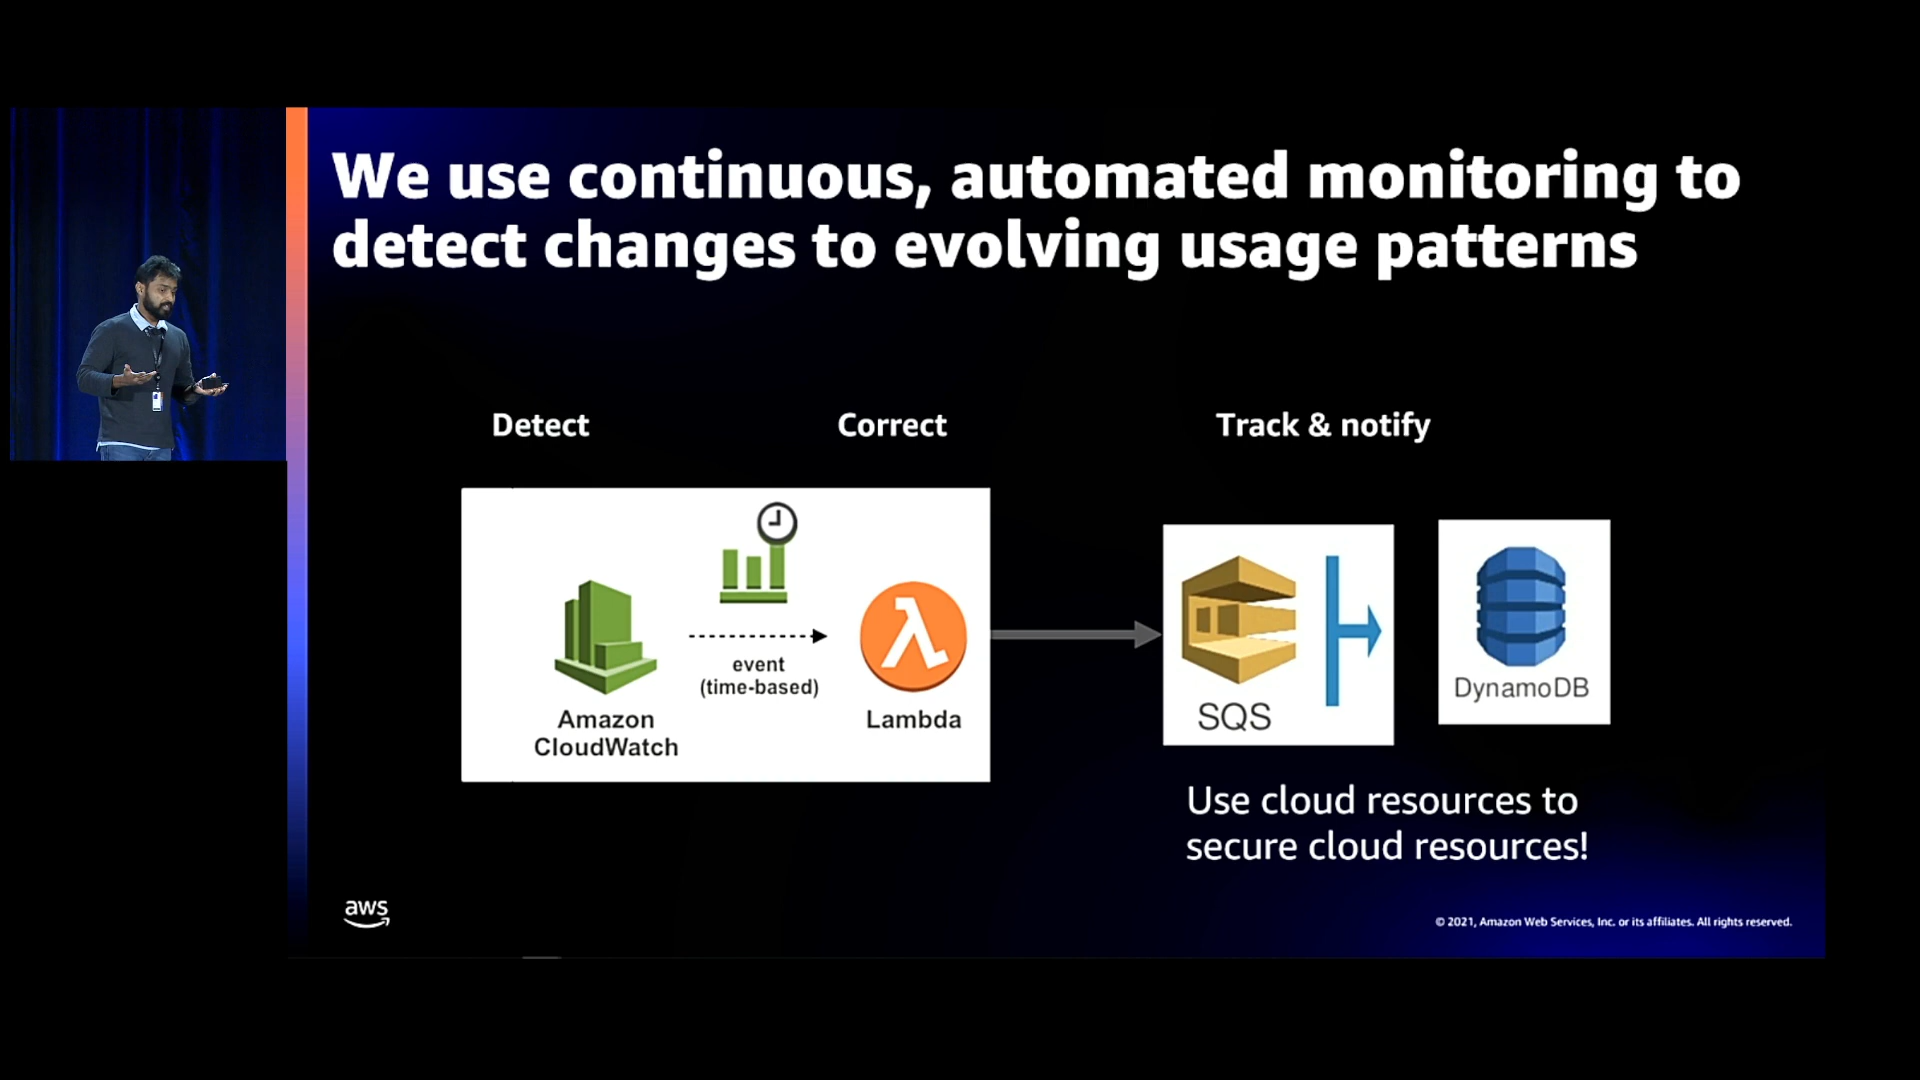 We use continuous, automated monitoring to
detect changes to evolving usage patterns
Detect
Correct
Track & notify
event
(time-based)
Amazon
CloudWatch
Lambda
SQS
DynamoDB
Use cloud resources to
secure cloud resources!
aws
© 2021, Amazon Web Services, Inc. or its affiliates. All rights reserved.